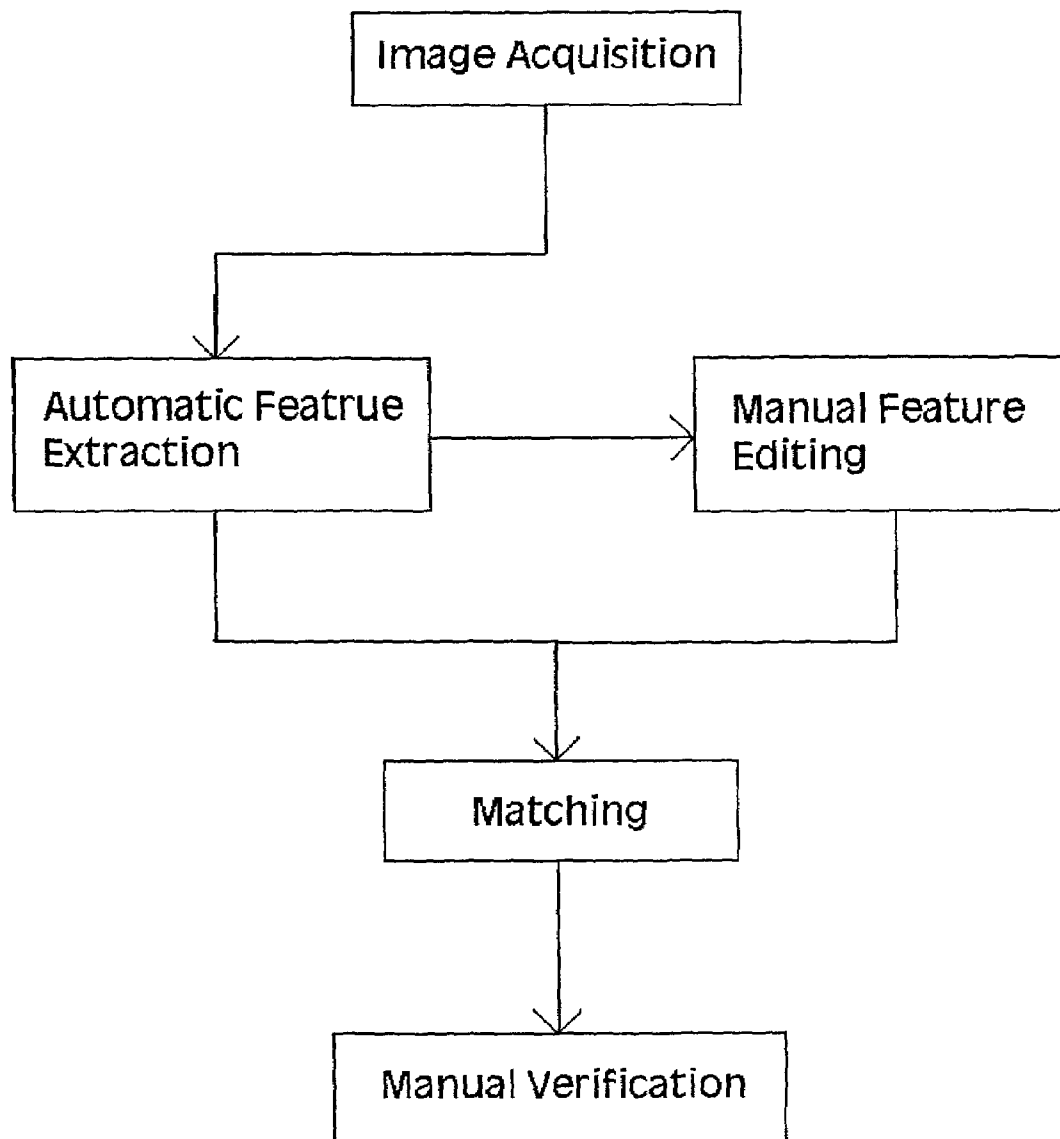 Image Acquisition
Automatic Featrue
Extraction
Manual Feature
Editing
Matching
Manual Verification